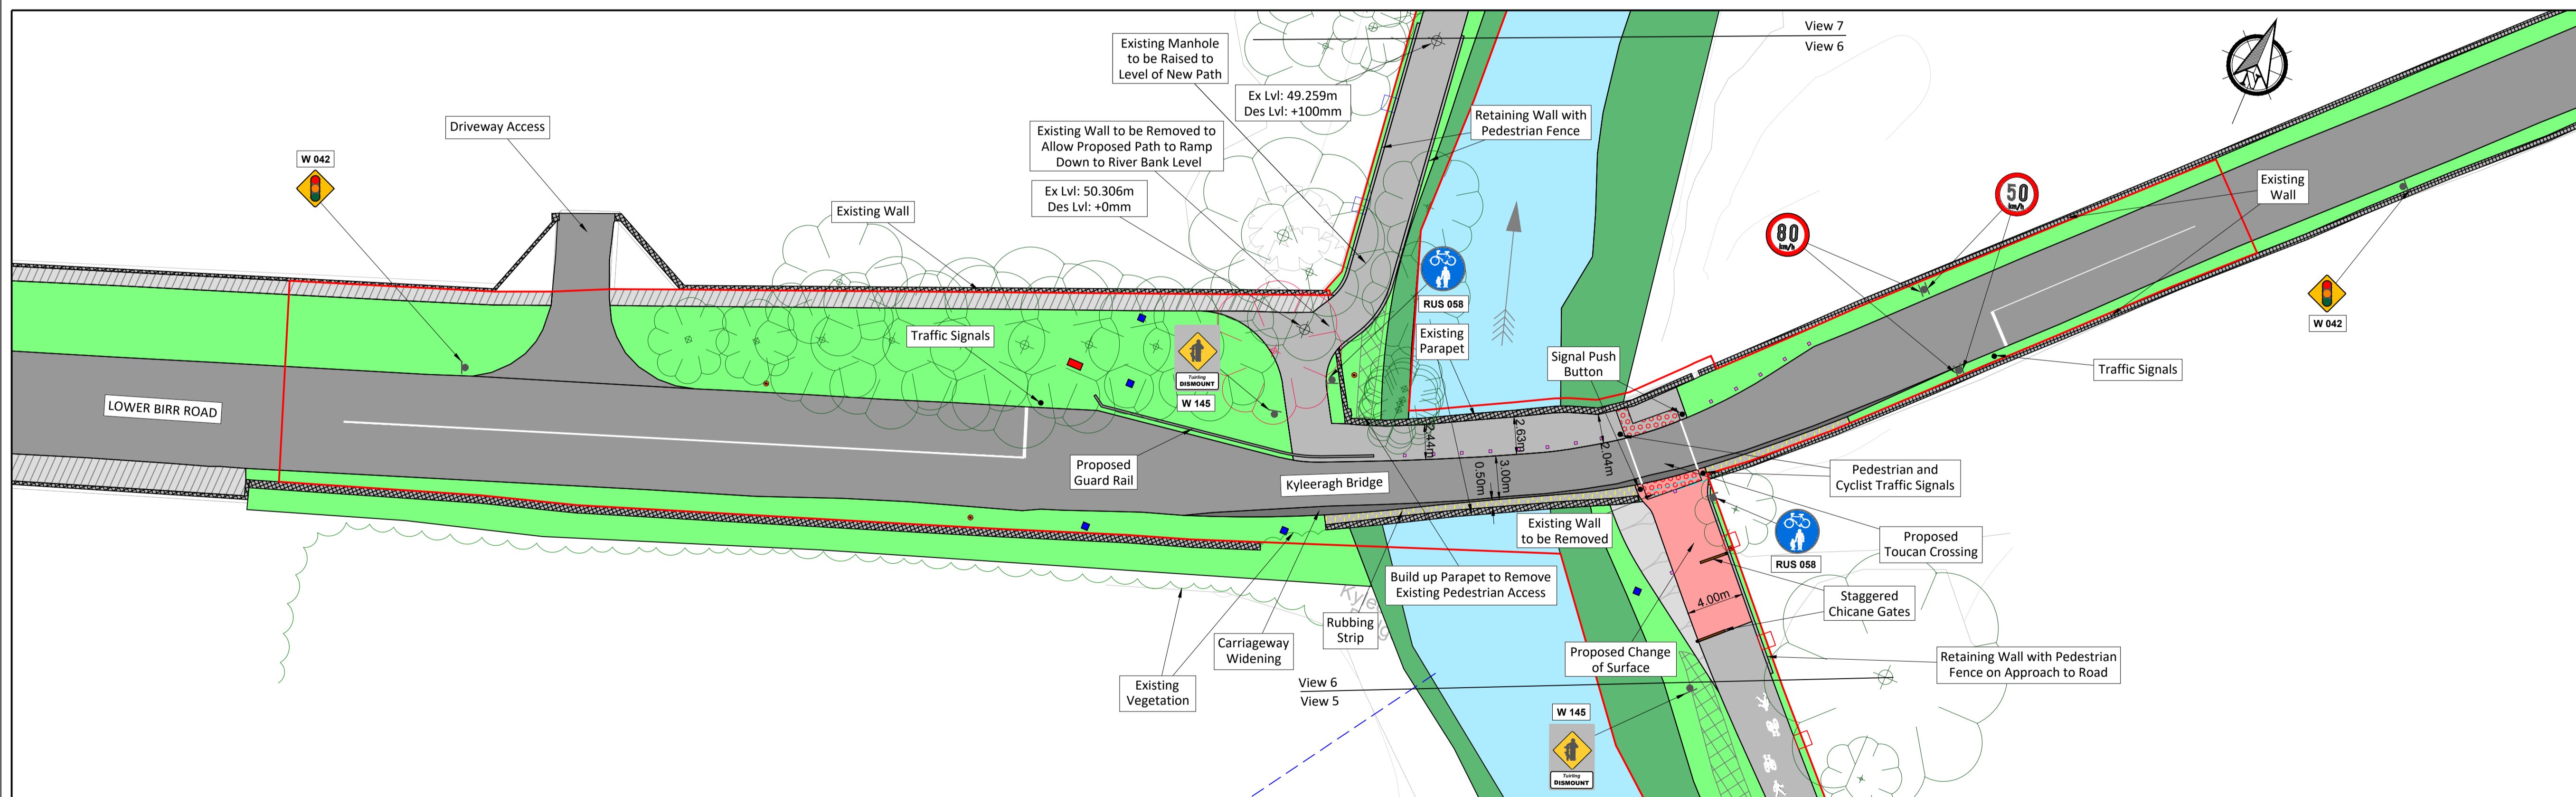 View 7
View 6
Existing Manhole
to be Raised to
Level of New Path
Ex Lvl: 49.259m
Des Lvl: +100mm
Retaining Wall with
Pedestrian Fence
Driveway Access
Existing Wall to be Removed to
Allow Proposed Path to Ramp
Down to River Bank Level
W 042
Ex Lvl: 50.306m
Des Lvl: +0mm
Existing Wall
Existing
Wall
50
km/h
80
km/h
N
RUS 058
W 042
Traffic Signals
Existing
Parapet
Signal Push
Button
Traffic Signals
Tuirling
DISMOUNT
W 145
LOWER BIRR ROAD
2.44m
2.63m
2.04m
0.50m
3.00m
Proposed
Guard Rail
Kyleeragh Bridge
Pedestrian and
Cyclist Traffic Signals
Existing Wall
to be Removed
Proposed
Toucan Crossing
RUS 058
Build up Parapet to Remove
Existing Pedestrian Access
Staggered
Chicane Gates
4.00m
Rubbing
Strip
Carriageway
Widening
Proposed Change
of Surface
Retaining Wall with Pedestrian
Fence on Approach to Road
Existing
Vegetation
View 6
View 5
W 145
Tuirling
DISMOUNT